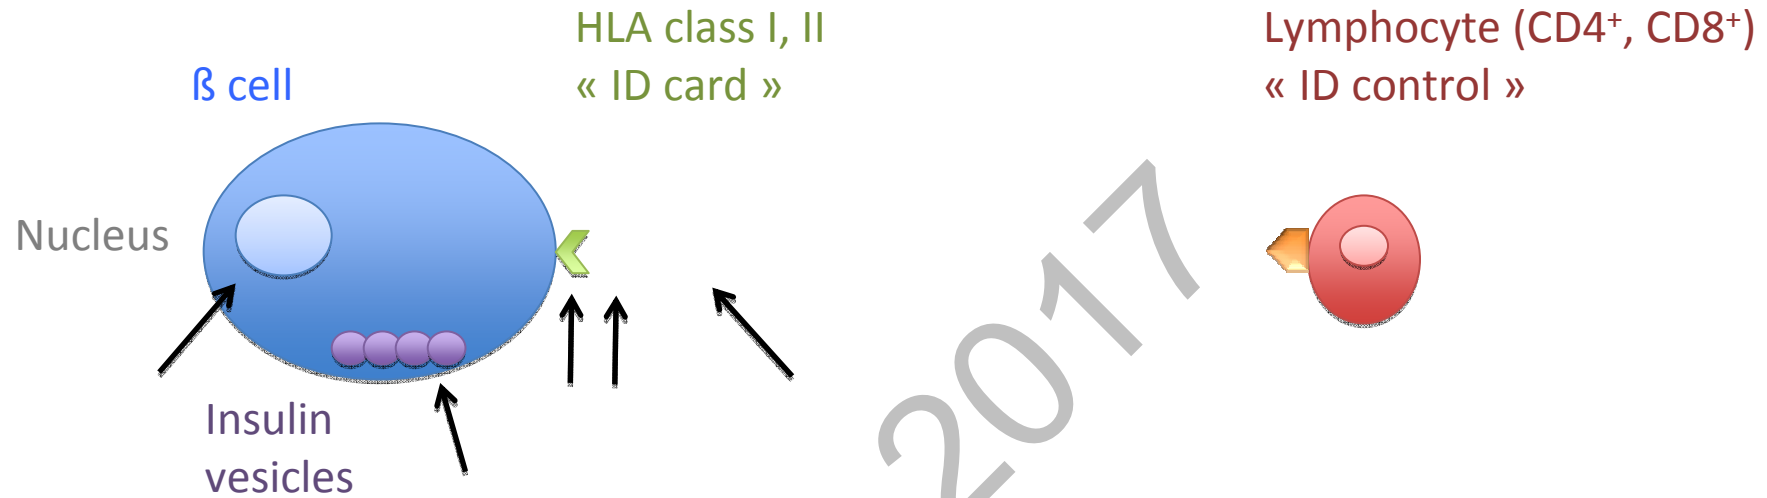 HLA class I, II
« ID card »
Lymphocyte (CD4⁺, CD8⁺)
« ID control »
ß cell
Nucleus
Insulin
vesicles
2017